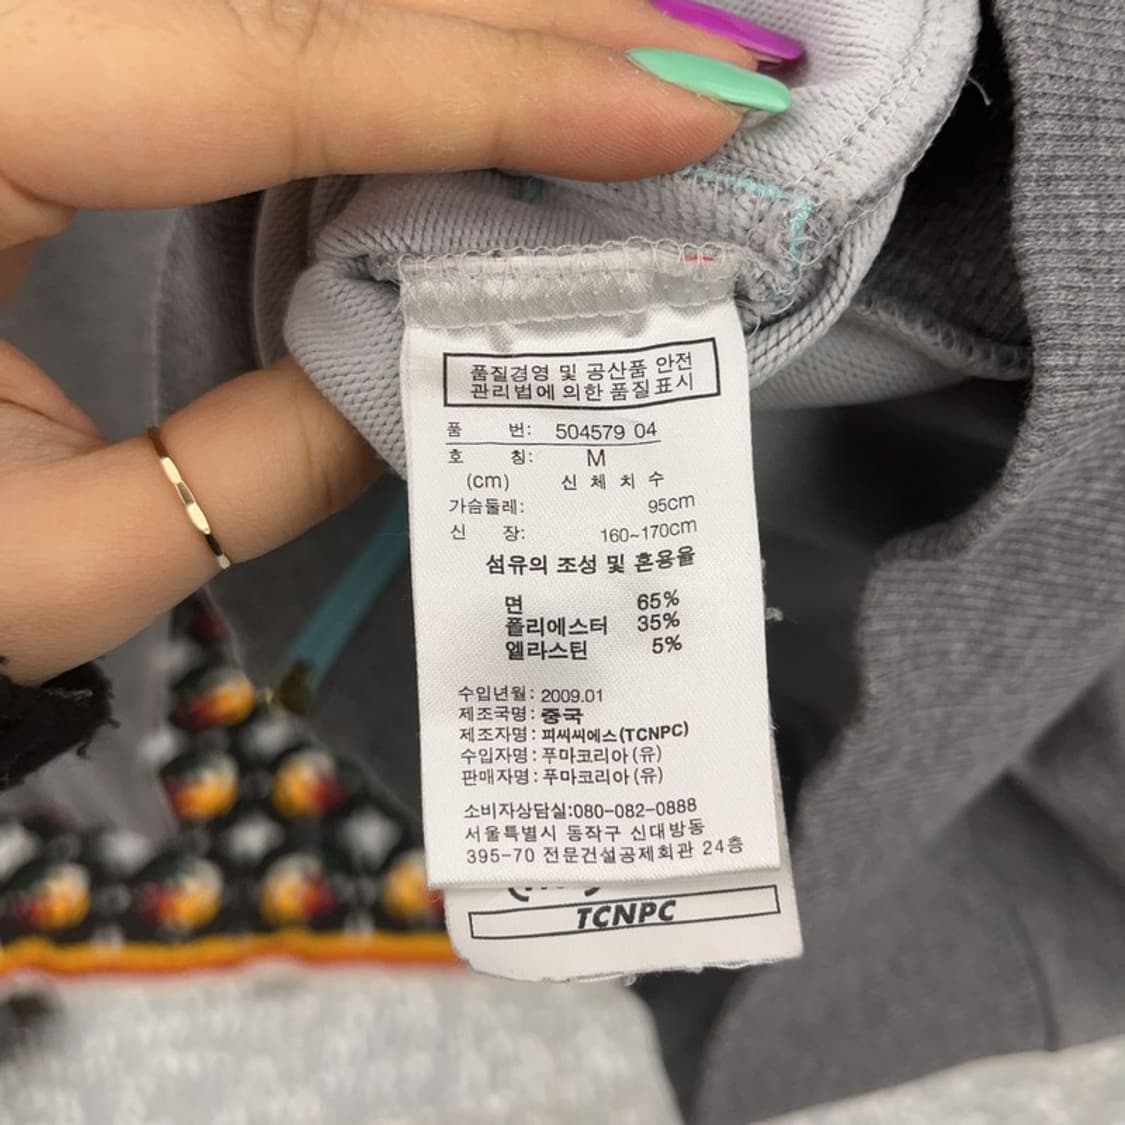 품질경영 및 공산품 안전
관리법에 의한 품질표시
품 번: 504579 04
호 칭: M
(cm) 신 체 치 수
가슴둘레: 95cm
신 장: 160~170cm
섬유의 조성 및 혼용율
면 65%
폴리에스터 35%
엘라스틴 5%
수입년월: 2009.01
제조국명: 중국
제조자명: 피씨씨에스(TCNPC)
수입자명: 푸마코리아(유)
판매자명: 푸마코리아(유)
소비자상담실:080-082-0888
서울특별시 동작구 신대방동
395-70 전문건설공제회관 24층
TCNPC